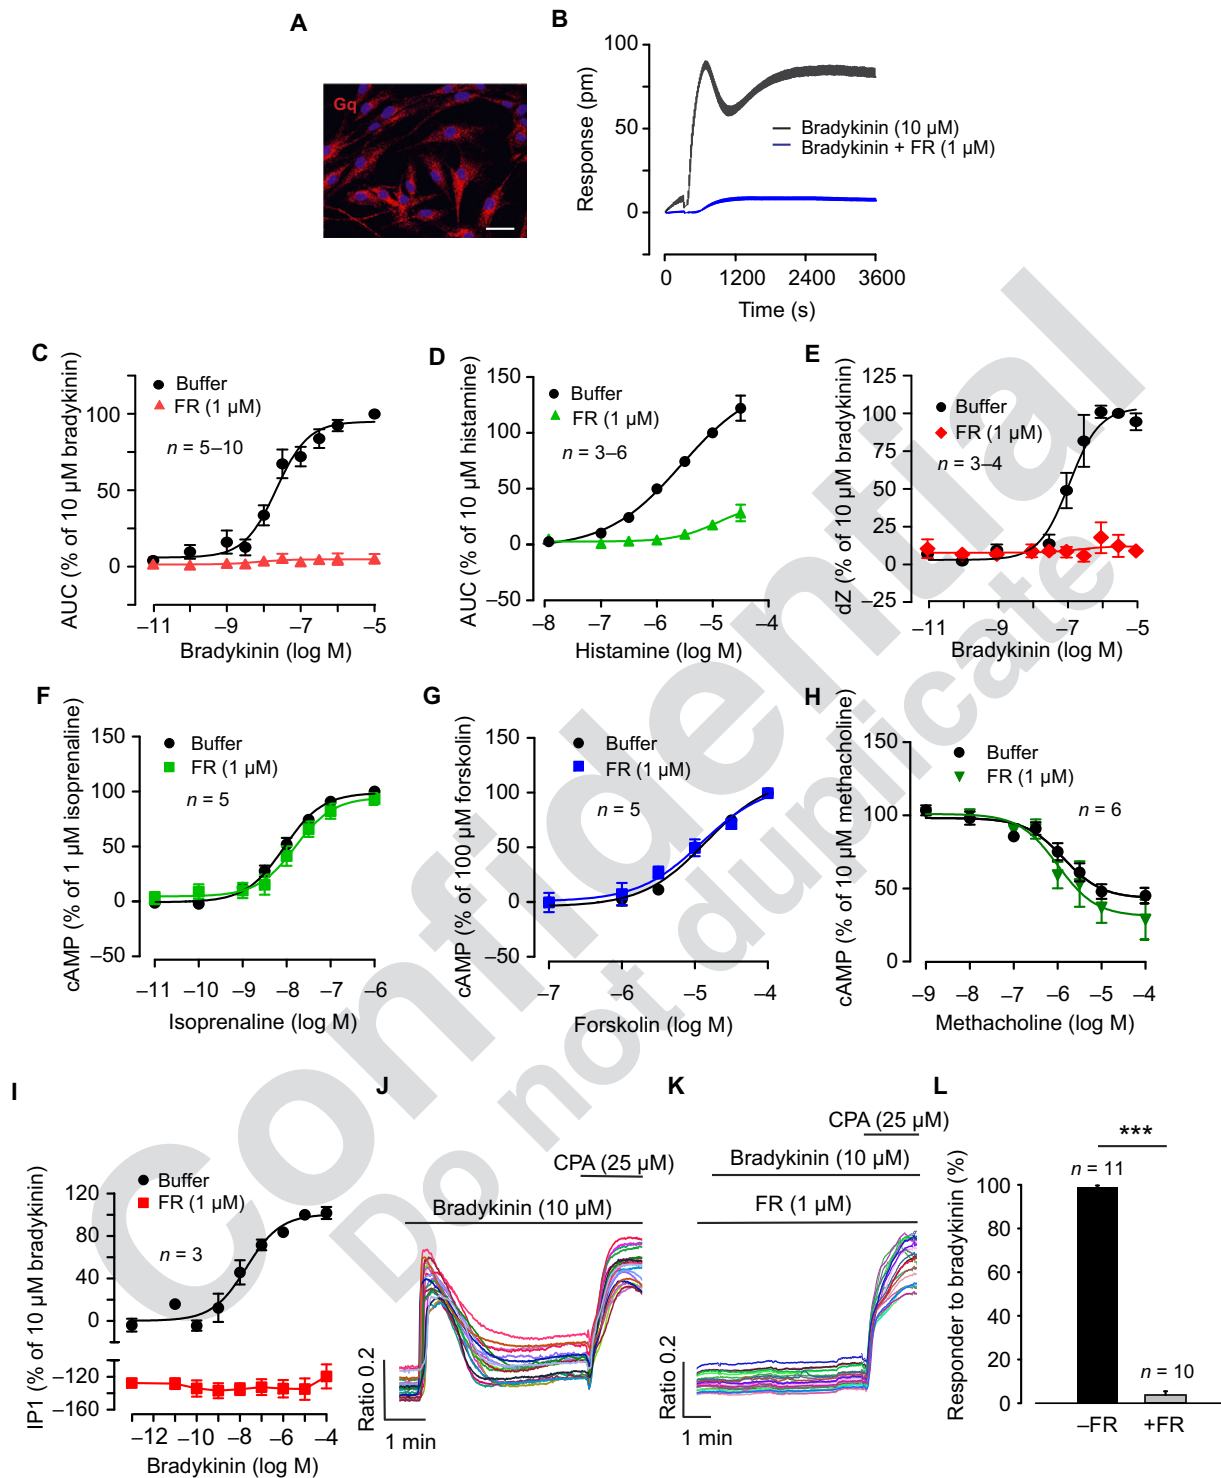 A
Gq
B
Response (pm)
100
50
0
Bradykinin (10 µM)
Bradykinin + FR (1 µM)
0 1200 2400 3600
Time (s)
C
AUC (% of 10 µM bradykinin)
Buffer
FR (1 µM)
n = 5–10
100
50
0
–11 –9 –7 –5
Bradykinin (log M)
D
AUC (% of 10 µM histamine)
Buffer
FR (1 µM)
n = 3–6
150
100
50
0
–50
–8 –7 –6 –5 –4
Histamine (log M)
E
dZ (% of 10 µM bradykinin)
Buffer
FR (1 µM)
n = 3–4
125
100
75
50
25
0
–25
–11 –9 –7 –5
Bradykinin (log M)
F
cAMP (% of 1 µM isoprenaline)
Buffer
FR (1 µM)
n = 5
150
100
50
0
–50
–11 –10 –9 –8 –7 –6
Isoprenaline (log M)
G
cAMP (% of 100 µM forskolin)
Buffer
FR (1 µM)
n = 5
150
100
50
0
–50
–7 –6 –5 –4
Forskolin (log M)
H
cAMP (% of 10 µM methacholine)
Buffer
FR (1 µM)
n = 6
150
100
50
0
–9 –8 –7 –6 –5 –4
Methacholine (log M)
I
IP1 (% of 10 µM bradykinin)
Buffer
FR (1 µM)
n = 3
120
80
40
0
–120
–160
–12 –10 –8 –6 –4
Bradykinin (log M)
J
CPA (25 µM)
Bradykinin (10 µM)
Ratio 0.2
1 min
K
CPA (25 µM)
Bradykinin (10 µM)
FR (1 µM)
Ratio 0.2
1 min
L
Responder to bradykinin (%)
***
n = 11
n = 10
100
80
60
40
20
0
–FR +FR
Confidential
Do not duplicate